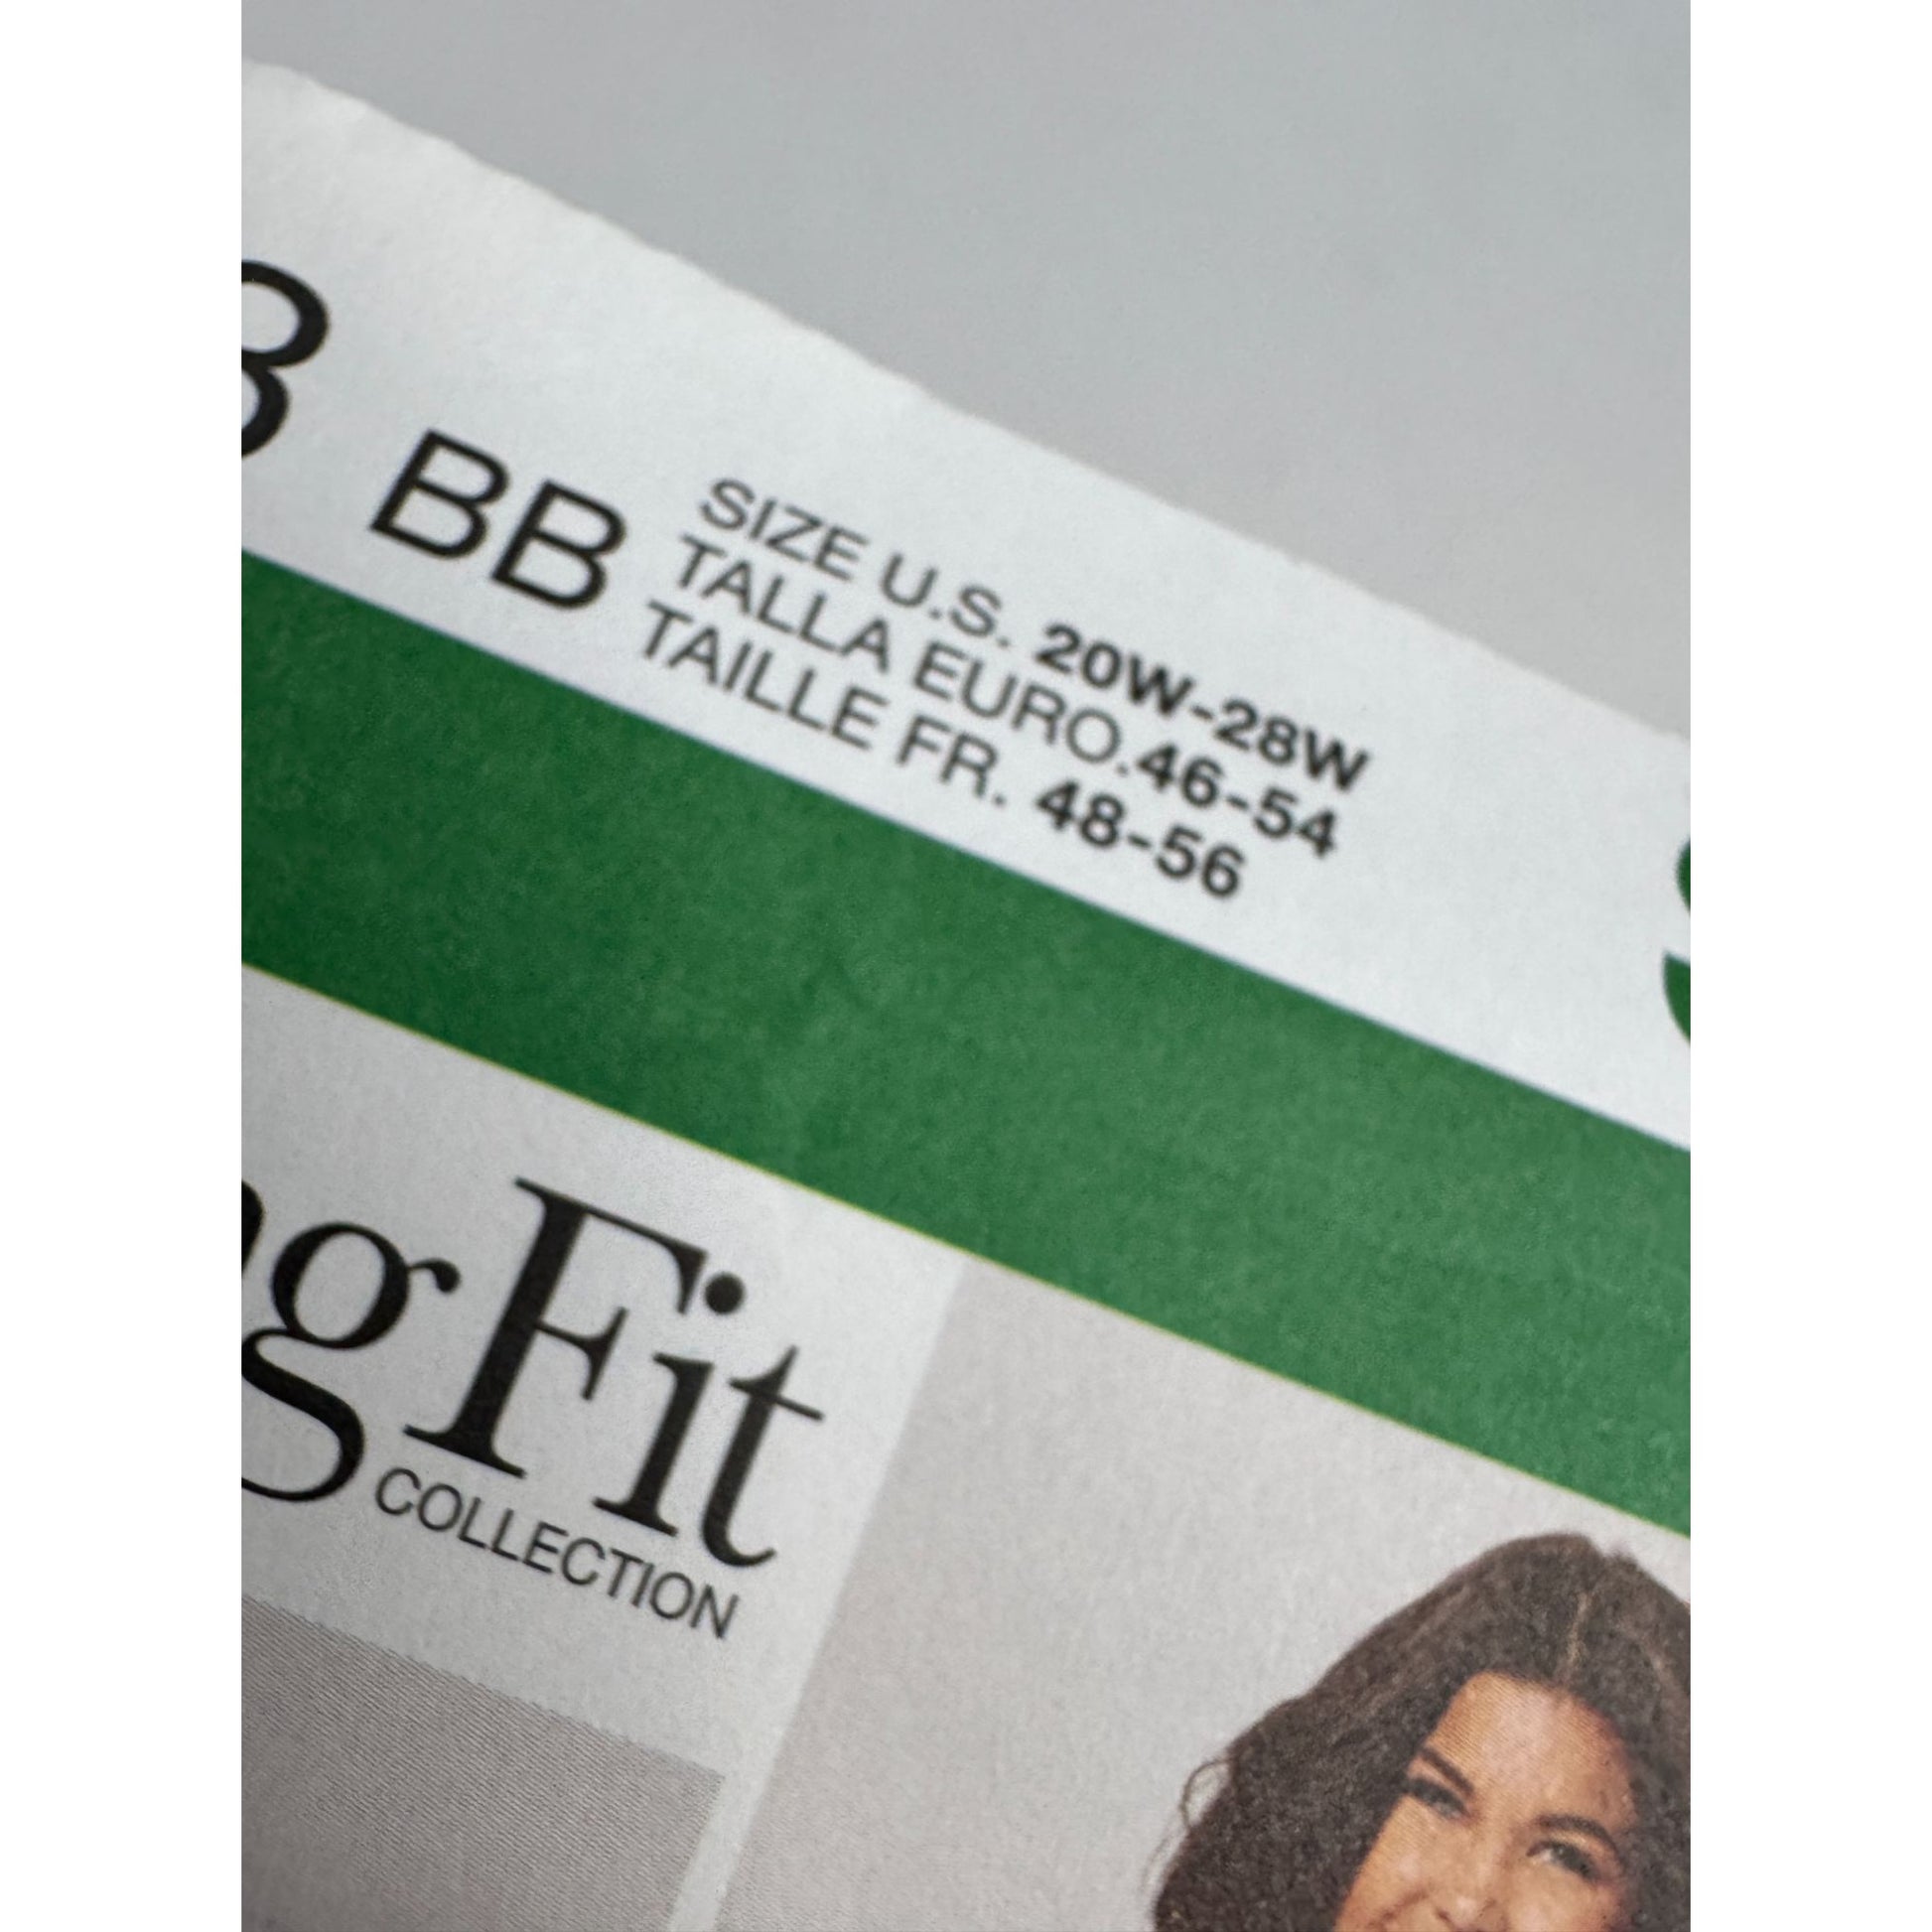 BB
SIZE U.S. 20W-28W
TALLA EURO.46-54
TAILLE FR. 48-56
Fit
COLLECTION